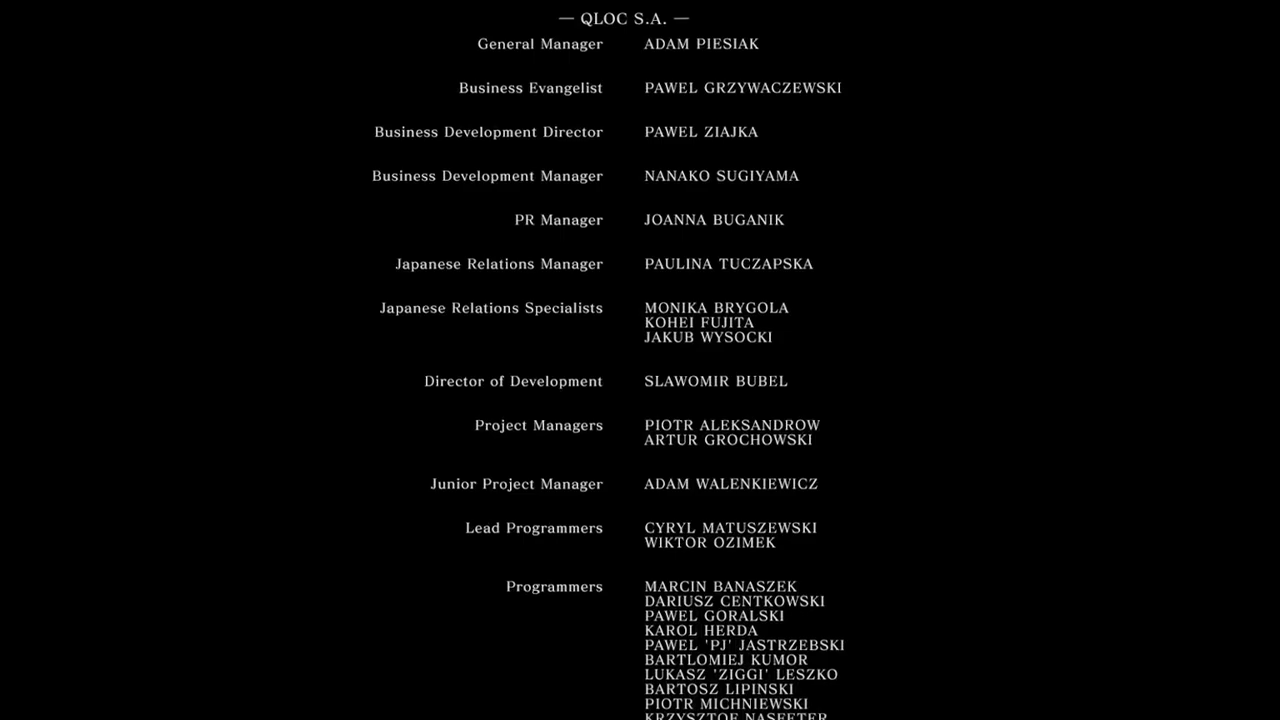 — QLOC S.A. —
General Manager ADAM PIESIAK
Business Evangelist PAWEL GRZYWACZEWSKI
Business Development Director PAWEL ZIAJKA
Business Development Manager NANAKO SUGIYAMA
PR Manager JOANNA BUGANIK
Japanese Relations Manager PAULINA TUCZAPSKA
Japanese Relations Specialists MONIKA BRYGOLA
KOHEI FUJITA
JAKUB WYSOCKI
Director of Development SLAWOMIR BUBEL
Project Managers PIOTR ALEKSANDROW
ARTUR GROCHOWSKI
Junior Project Manager ADAM WALENKIEWICZ
Lead Programmers CYRYL MATUSZEWSKI
WIKTOR OZIMEK
Programmers MARCIN BANASZEK
DARIUSZ CENTKOWSKI
PAWEL GORALSKI
KAROL HERDA
PAWEL 'PJ' JASTRZEBSKI
BARTLOMIEJ KUMOR
LUKASZ 'ZIGGI' LESZKO
BARTOSZ LIPINSKI
PIOTR MICHNIEWSKI
KRZYSZTOF